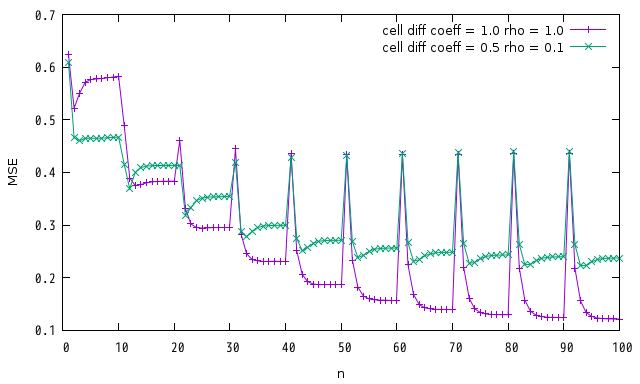 0.7
0.6
0.5
0.4
0.3
0.2
0.1
MSE
cell diff coeff = 1.0 rho = 1.0
cell diff coeff = 0.5 rho = 0.1
0 10 20 30 40 50 60 70 80 90 100
n